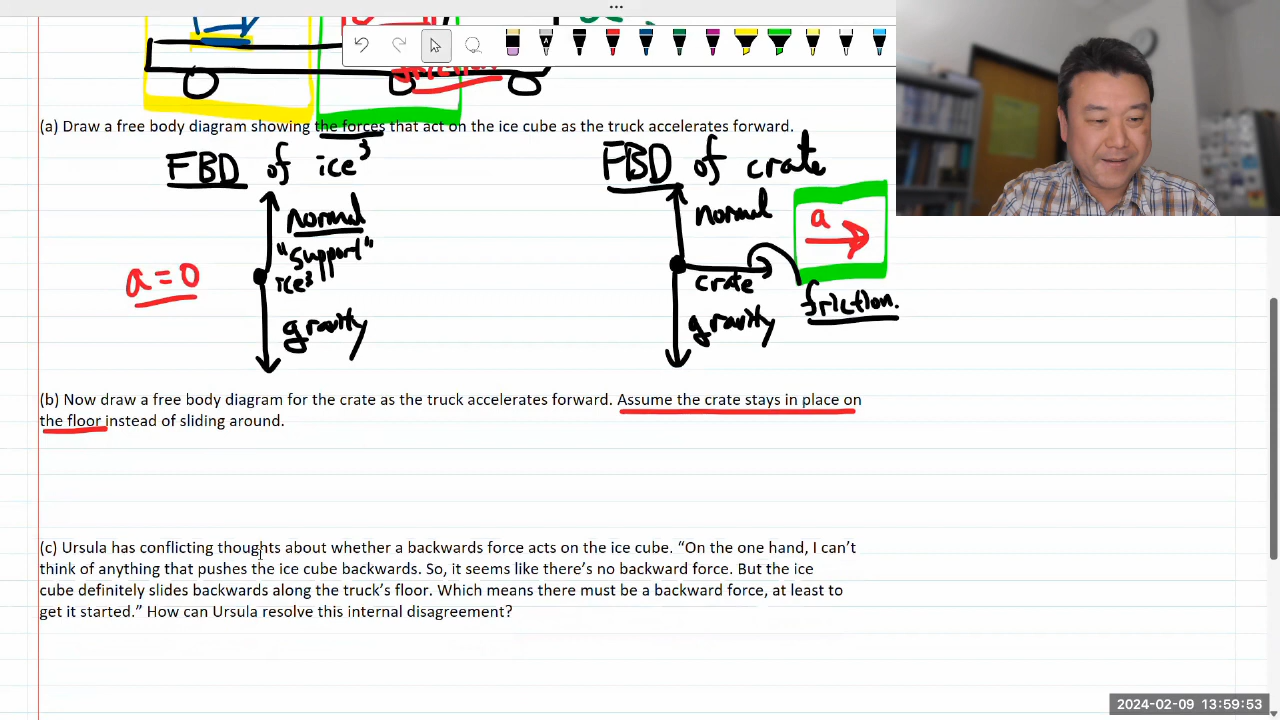 friction
(a) Draw a free body diagram showing the forces that act on the ice cube as the truck accelerates forward.
FBD of ice³
FBD of crate
normal
"support"
ice³
gravity
a = 0
normal
crate
gravity
a
friction.
(b) Now draw a free body diagram for the crate as the truck accelerates forward. Assume the crate stays in place on
the floor instead of sliding around.
(c) Ursula has conflicting thoughts about whether a backwards force acts on the ice cube. “On the one hand, I can’t
think of anything that pushes the ice cube backwards. So, it seems like there’s no backward force. But the ice
cube definitely slides backwards along the truck’s floor. Which means there must be a backward force, at least to
get it started.” How can Ursula resolve this internal disagreement?
2024-02-09 13:59:53